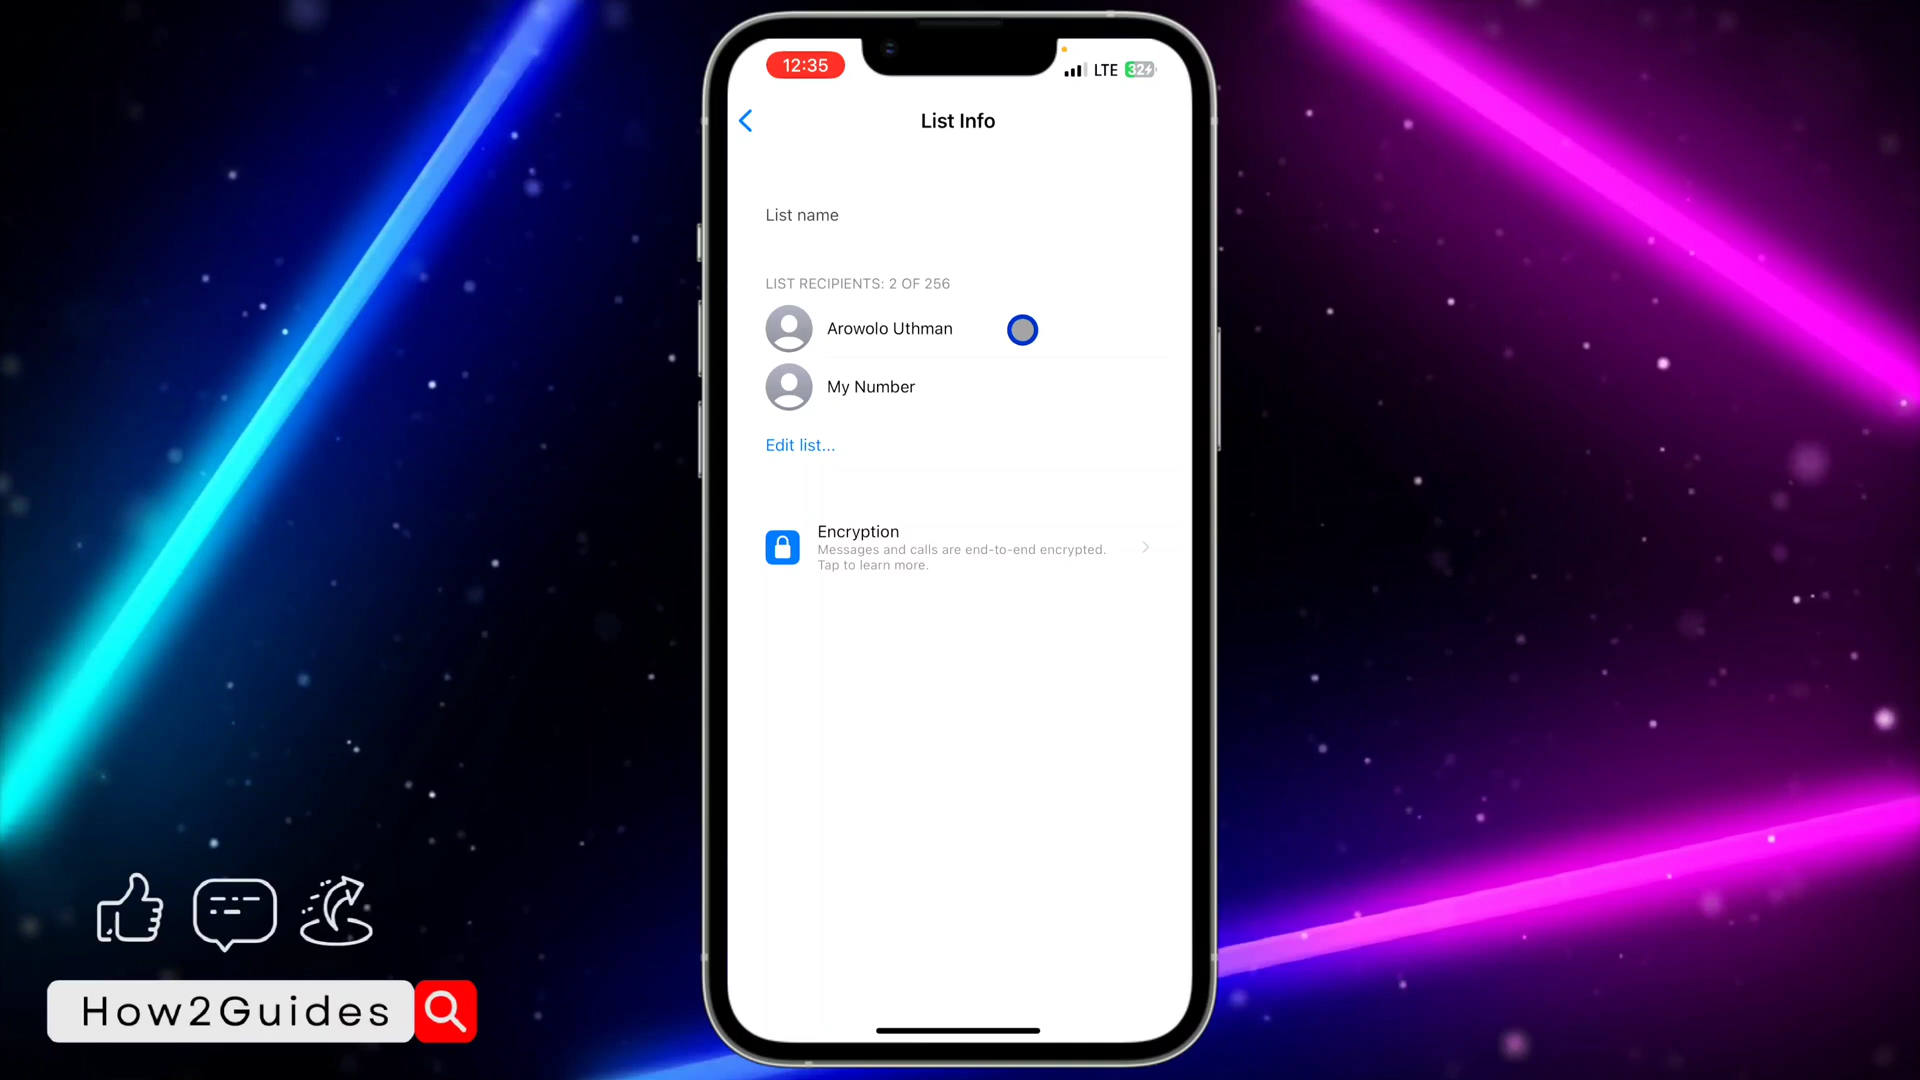 12:35
LTE 32
List Info
List name
LIST RECIPIENTS: 2 OF 256
Arowolo Uthman
My Number
Edit list...
Encryption
Messages and calls are end-to-end encrypted.
Tap to learn more.
How2Guides